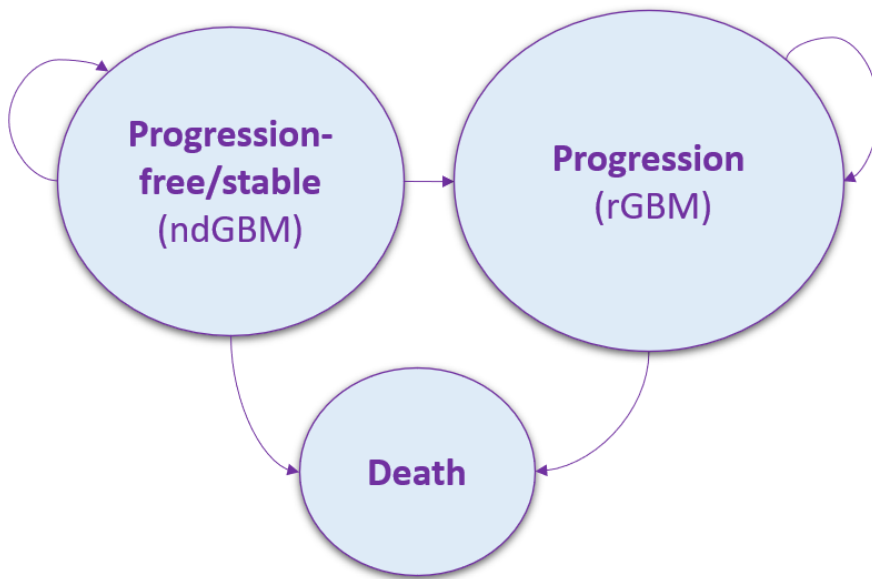 Progression-
free/stable
(ndGBM)
Progression
(rGBM)
Death